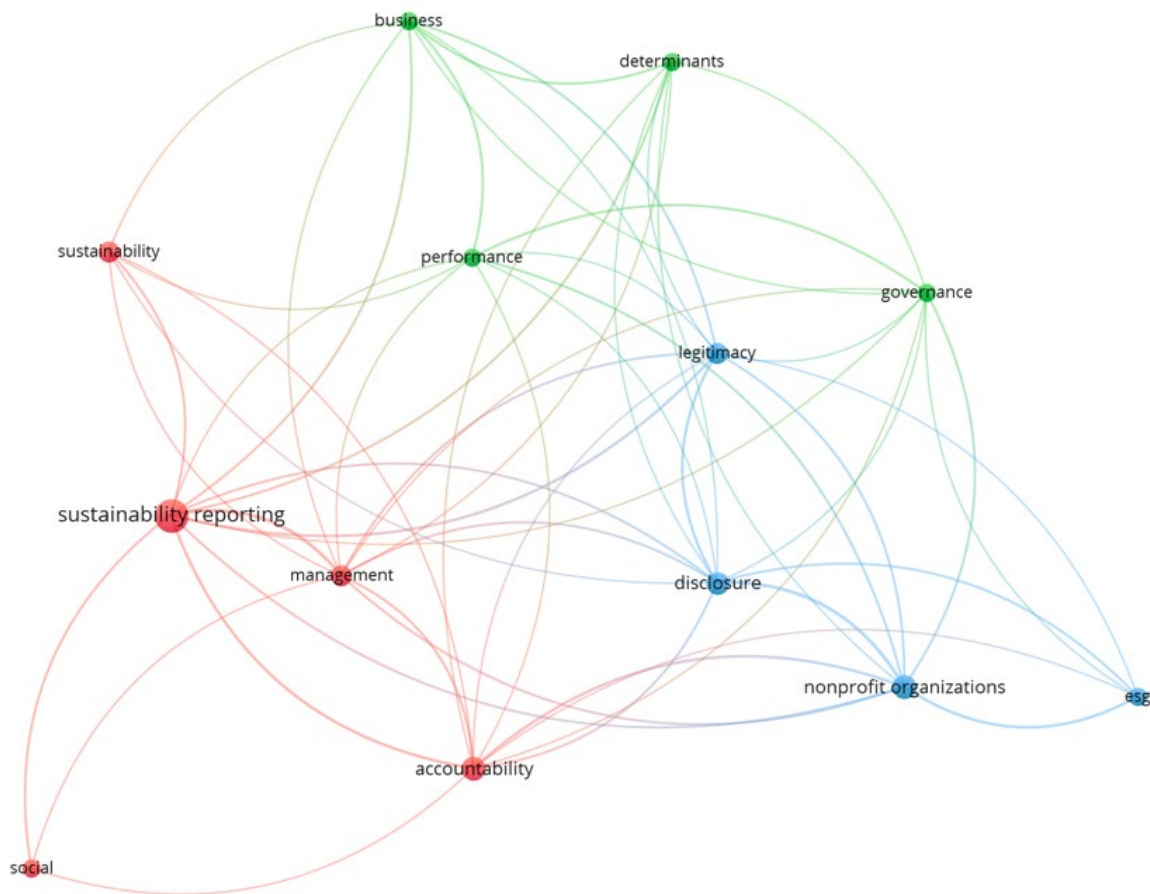 business
determinants
sustainability
performance
governance
legitimacy
sustainability reporting
management
disclosure
nonprofit organizations
esg
accountability
social